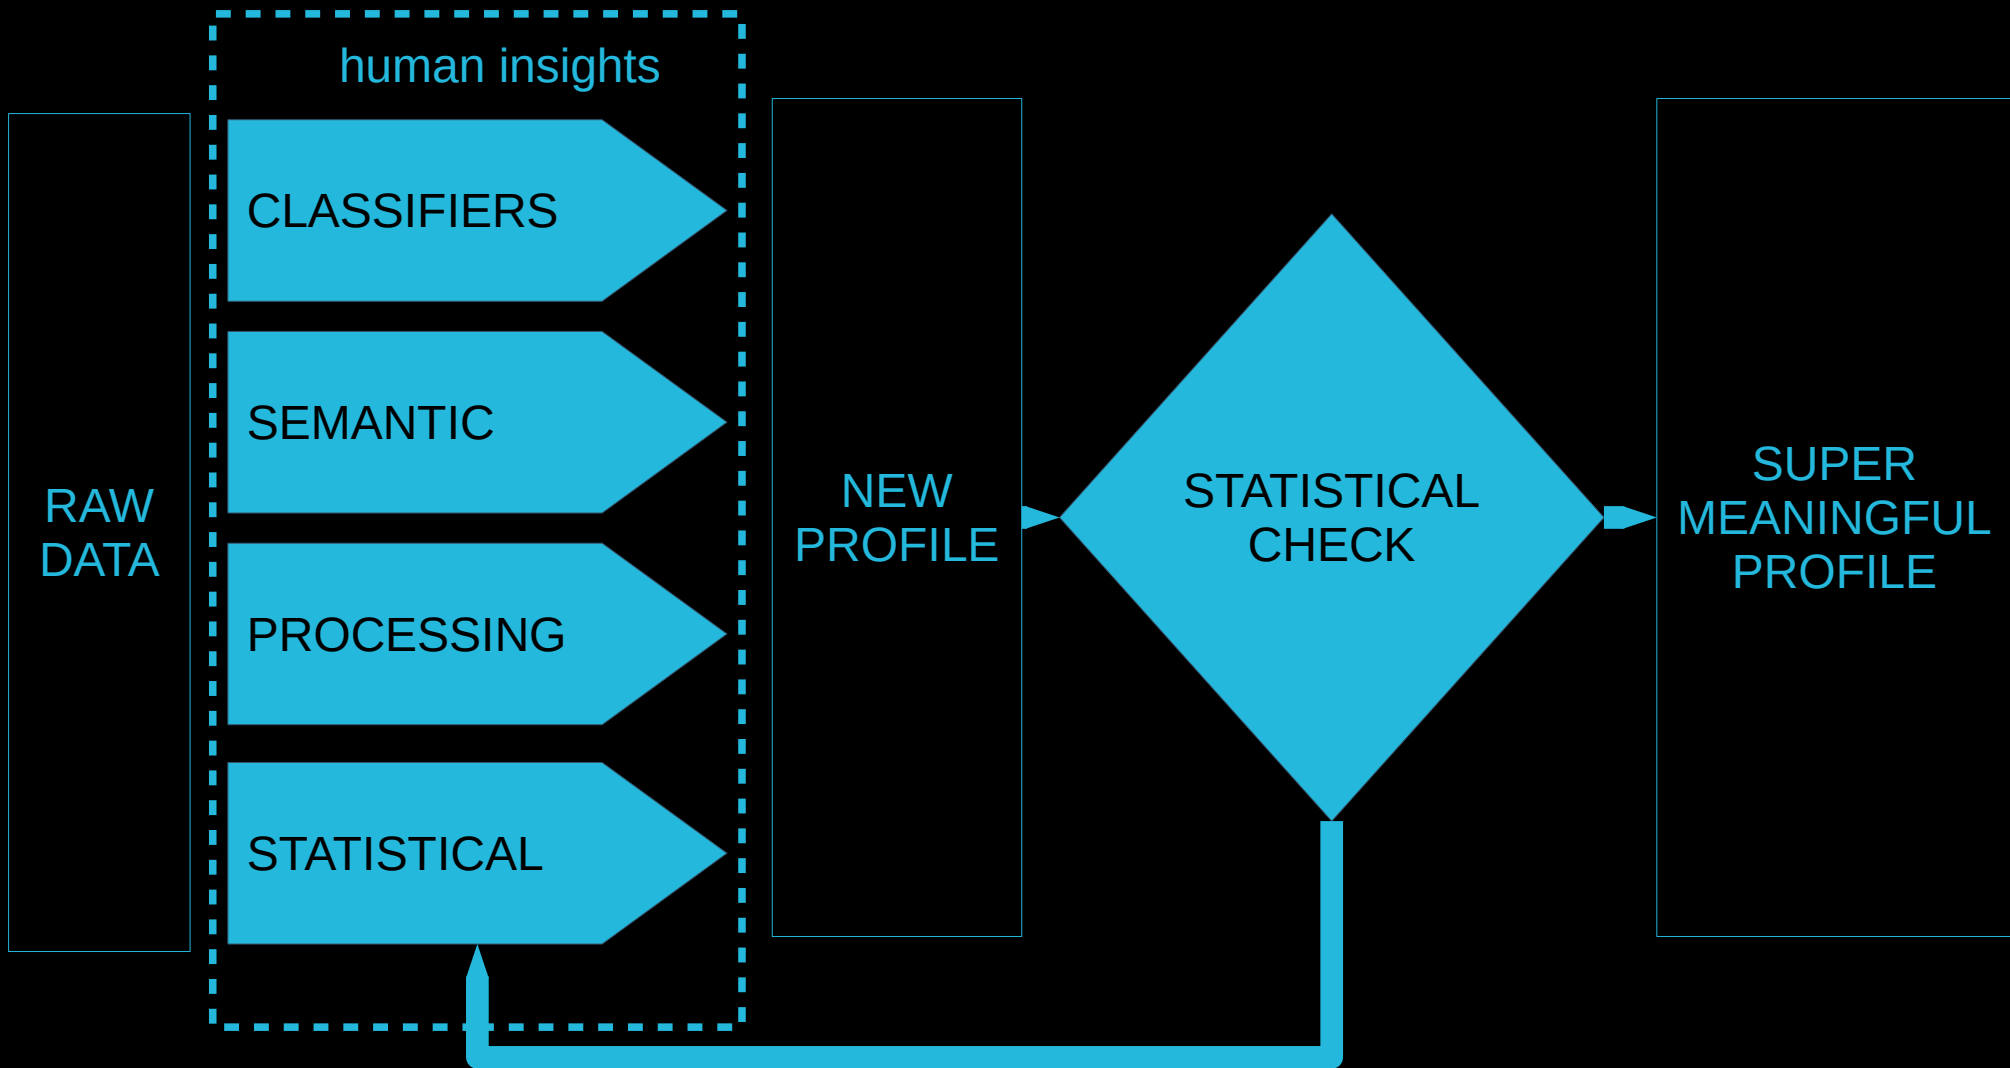 human insights
RAW
DATA
CLASSIFIERS
SEMANTIC
PROCESSING
STATISTICAL
NEW
PROFILE
STATISTICAL
CHECK
SUPER
MEANINGFUL
PROFILE